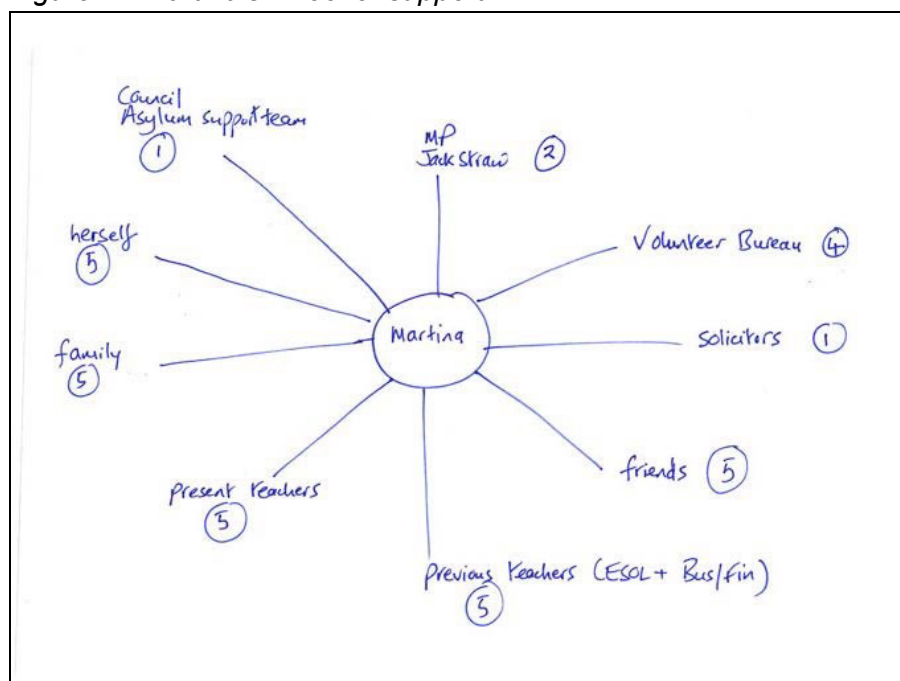 Council
Asylum support team
1
MP
Jack Straw 2
herself
5
Volunteer Bureau 4
Martina
Solicitors 1
family
5
friends 5
present teachers
5
previous teachers (ESOL + Bus/Fin)
5